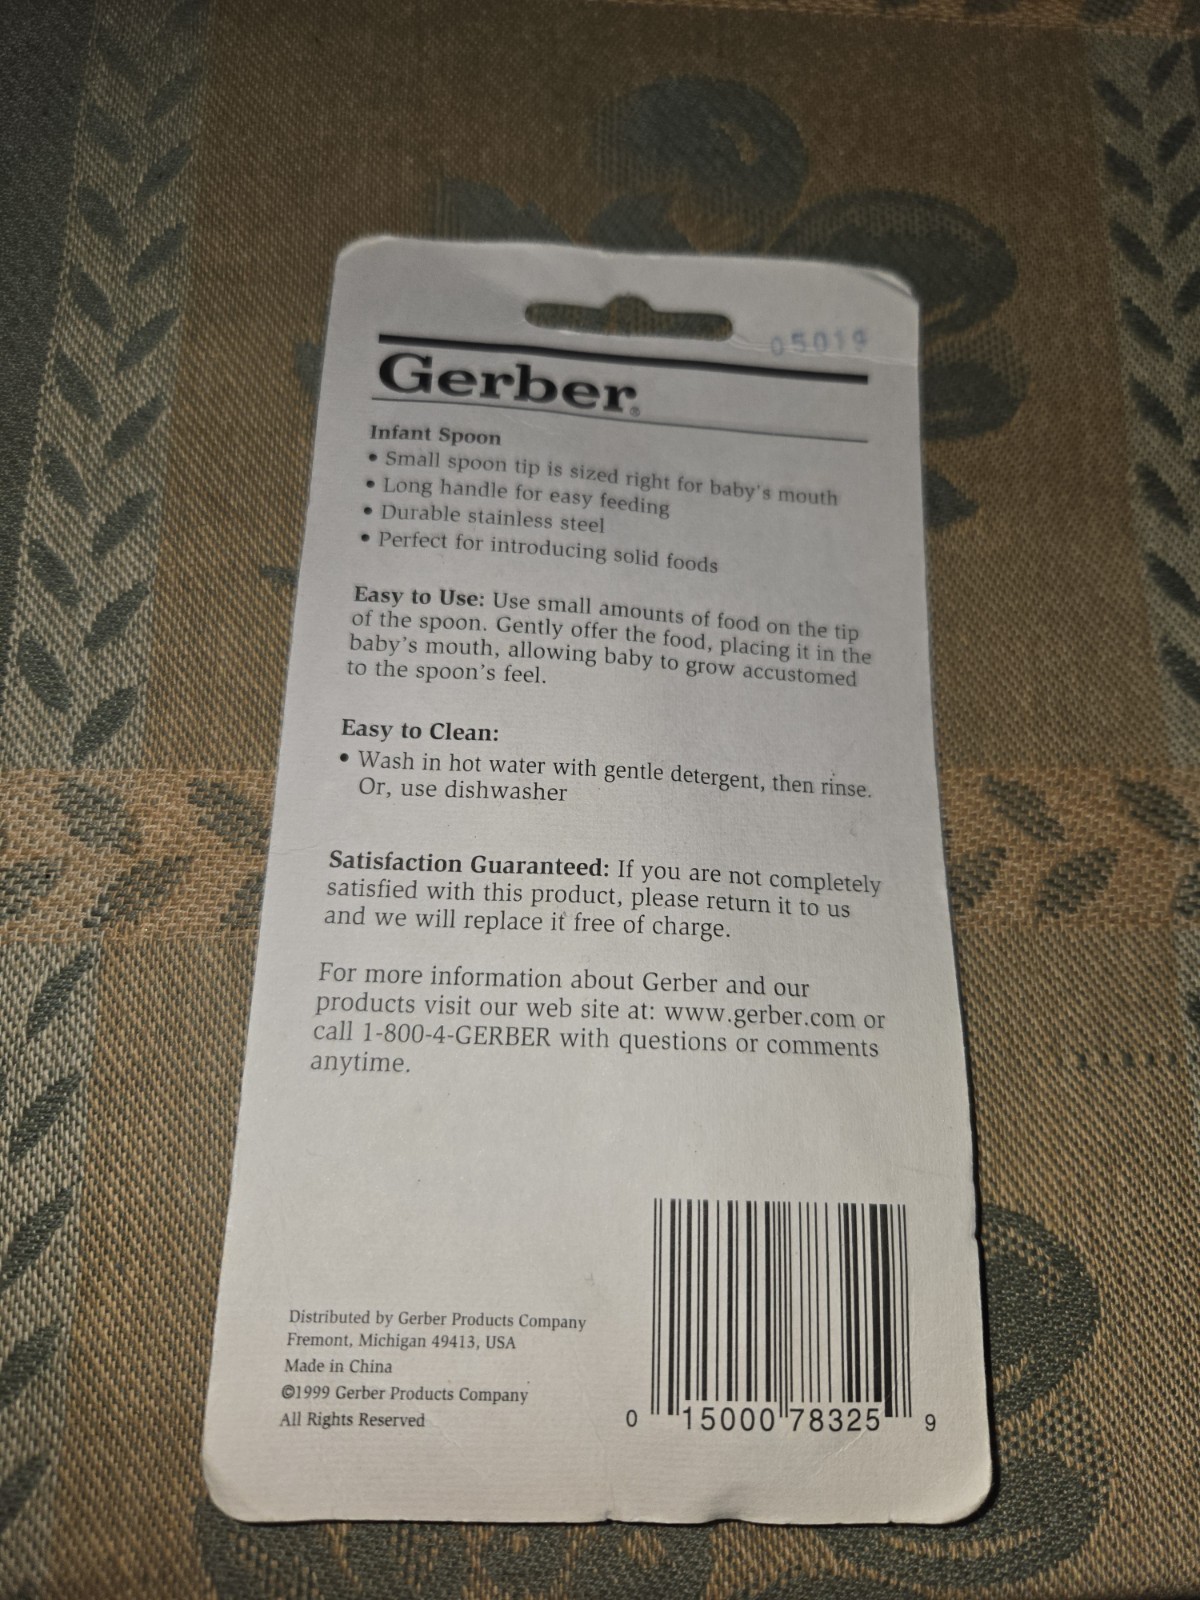 05019
Gerber®
Infant Spoon
• Small spoon tip is sized right for baby's mouth
• Long handle for easy feeding
• Durable stainless steel
• Perfect for introducing solid foods
Easy to Use: Use small amounts of food on the tip
of the spoon. Gently offer the food, placing it in the
baby's mouth, allowing baby to grow accustomed
to the spoon's feel.
Easy to Clean:
• Wash in hot water with gentle detergent, then rinse.
Or, use dishwasher
Satisfaction Guaranteed: If you are not completely
satisfied with this product, please return it to us
and we will replace it free of charge.
For more information about Gerber and our
products visit our web site at: www.gerber.com or
call 1-800-4-GERBER with questions or comments
anytime.
Distributed by Gerber Products Company
Fremont, Michigan 49413, USA
Made in China
©1999 Gerber Products Company
All Rights Reserved
0 15000 78325 9